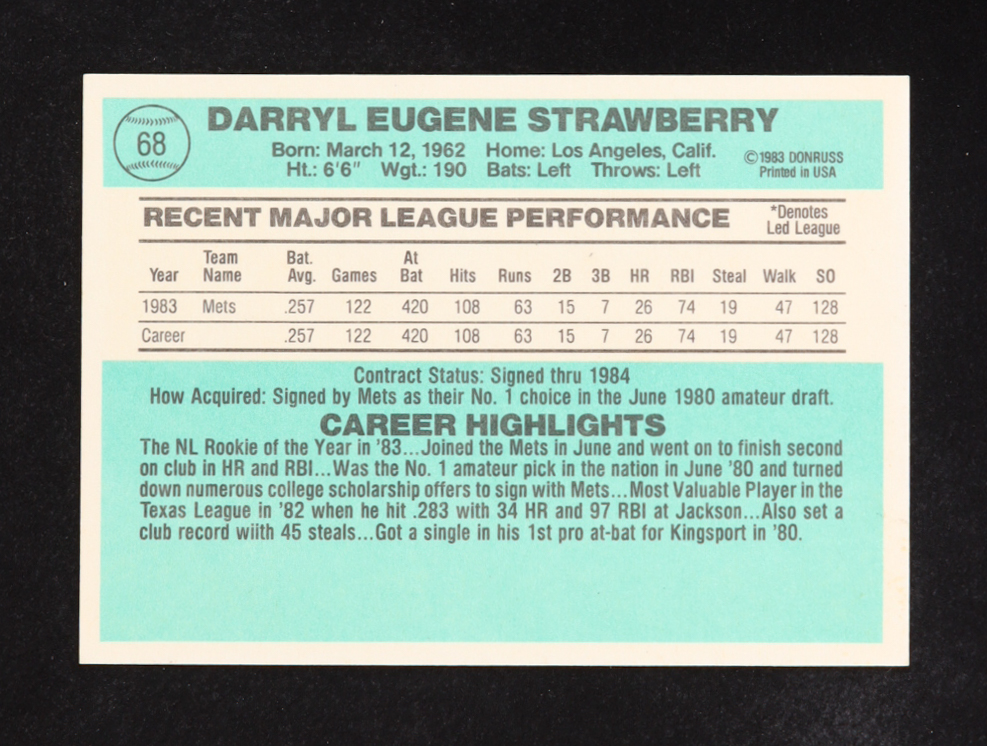 68
DARRYL EUGENE STRAWBERRY
Born: March 12, 1962 Home: Los Angeles, Calif.
Ht.: 6'6" Wgt.: 190 Bats: Left Throws: Left
©1983 DONRUSS
Printed in USA
RECENT MAJOR LEAGUE PERFORMANCE
*Denotes
Led League
Year Team Name Bat. Avg. Games At Bat Hits Runs 2B 3B HR RBI Steal Walk SO
1983 Mets .257 122 420 108 63 15 7 26 74 19 47 128
Career .257 122 420 108 63 15 7 26 74 19 47 128
Contract Status: Signed thru 1984
How Acquired: Signed by Mets as their No. 1 choice in the June 1980 amateur draft.
CAREER HIGHLIGHTS
The NL Rookie of the Year in '83...Joined the Mets in June and went on to finish second
on club in HR and RBI...Was the No. 1 amateur pick in the nation in June '80 and turned
down numerous college scholarship offers to sign with Mets...Most Valuable Player in the
Texas League in '82 when he hit .283 with 34 HR and 97 RBI at Jackson...Also set a
club record wiith 45 steals...Got a single in his 1st pro at-bat for Kingsport in '80.